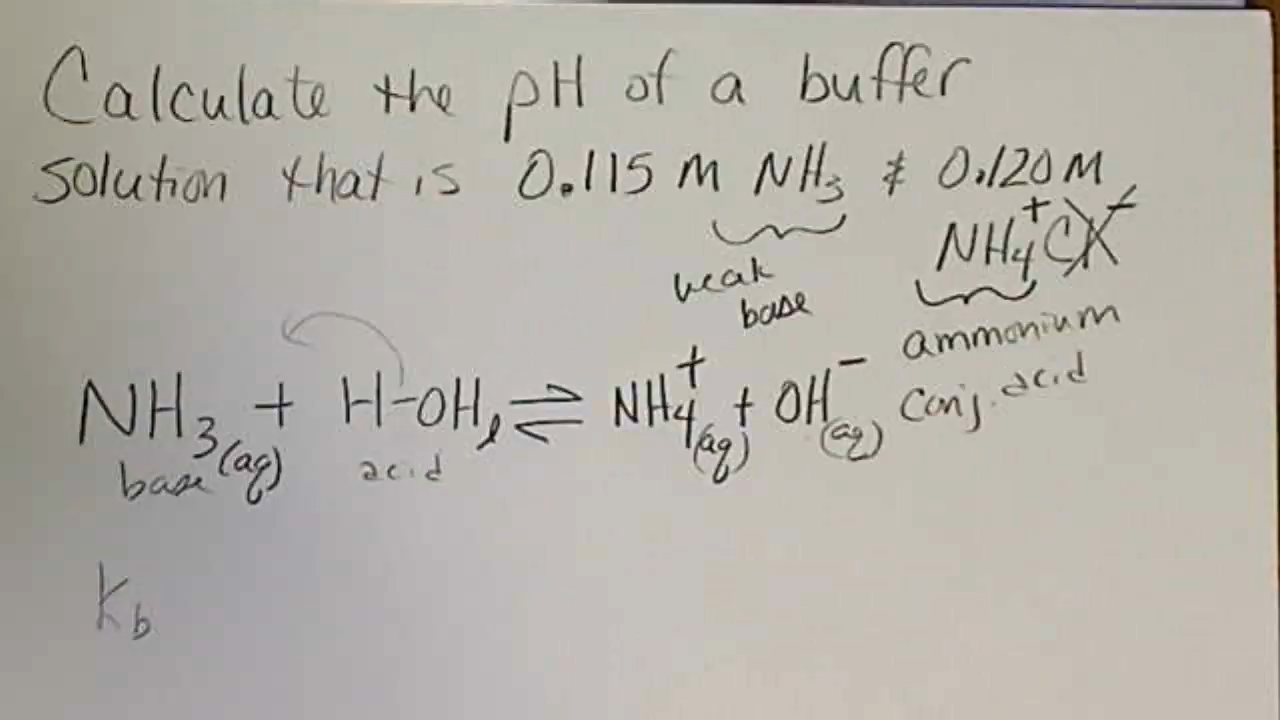 Calculate the pH of a buffer
solution that is 0.115 M NH₃ & 0.120 M
NH₄⁺Cl⁻
weak
base
ammonium
conj. acid
NH₃(aq) + H-OHl ⇌ NH₄⁺(aq) + OH⁻(aq)
base acid
Kb